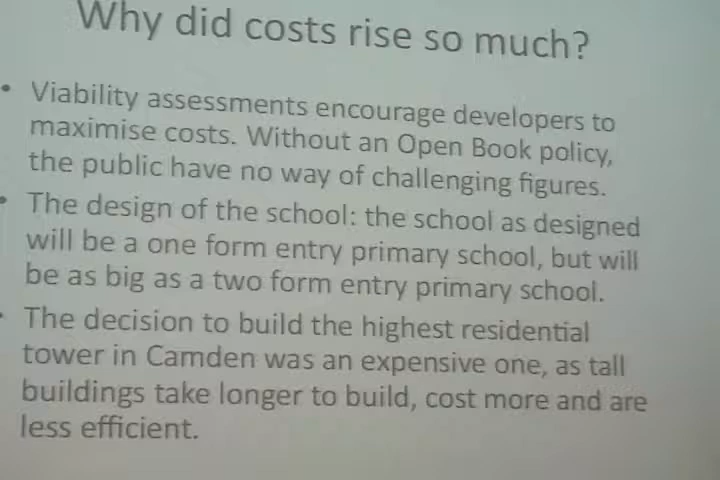 Why did costs rise so much?
• Viability assessments encourage developers to
maximise costs. Without an Open Book policy,
the public have no way of challenging figures.
• The design of the school: the school as designed
will be a one form entry primary school, but will
be as big as a two form entry primary school.
• The decision to build the highest residential
tower in Camden was an expensive one, as tall
buildings take longer to build, cost more and are
less efficient.